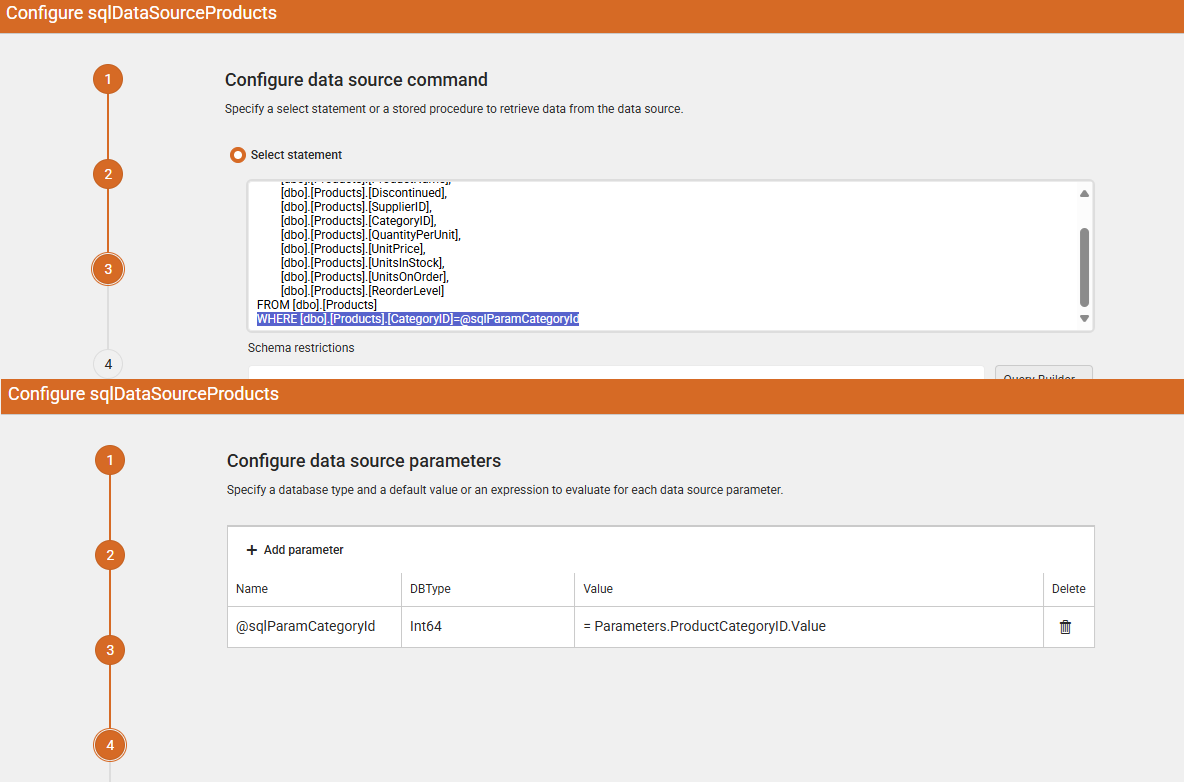 Configure sqlDataSourceProducts
1
Configure data source command
Specify a select statement or a stored procedure to retrieve data from the data source.
Select statement
2
[dbo].[Products].[ProductName],
[dbo].[Products].[Discontinued],
[dbo].[Products].[SupplierID],
[dbo].[Products].[CategoryID],
[dbo].[Products].[QuantityPerUnit],
[dbo].[Products].[UnitPrice],
[dbo].[Products].[UnitsInStock],
3
[dbo].[Products].[UnitsOnOrder],
[dbo].[Products].[ReorderLevel]
FROM [dbo].[Products]
WHERE [dbo].[Products].[CategoryID]=@sqlParamCategoryId
Schema restrictions
4
Query Builder...
Configure sqlDataSourceProducts
1
Configure data source parameters
Specify a database type and a default value or an expression to evaluate for each data source parameter.
2
+ Add parameter
Name DBType Value Delete
@sqlParamCategoryId Int64 = Parameters.ProductCategoryID.Value
3
4